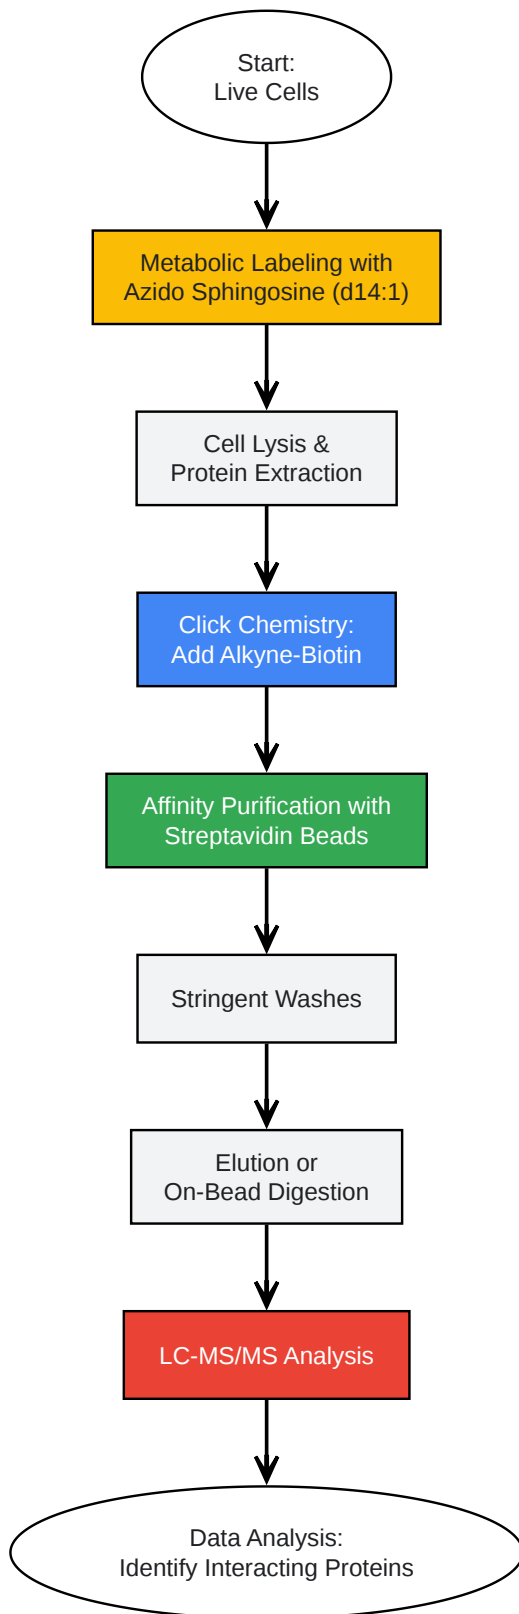 Start:
Live Cells
Metabolic Labeling with
Azido Sphingosine (d14:1)
Cell Lysis &
Protein Extraction
Click Chemistry:
Add Alkyne-Biotin
Affinity Purification with
Streptavidin Beads
Stringent Washes
Elution or
On-Bead Digestion
LC-MS/MS Analysis
Data Analysis:
Identify Interacting Proteins